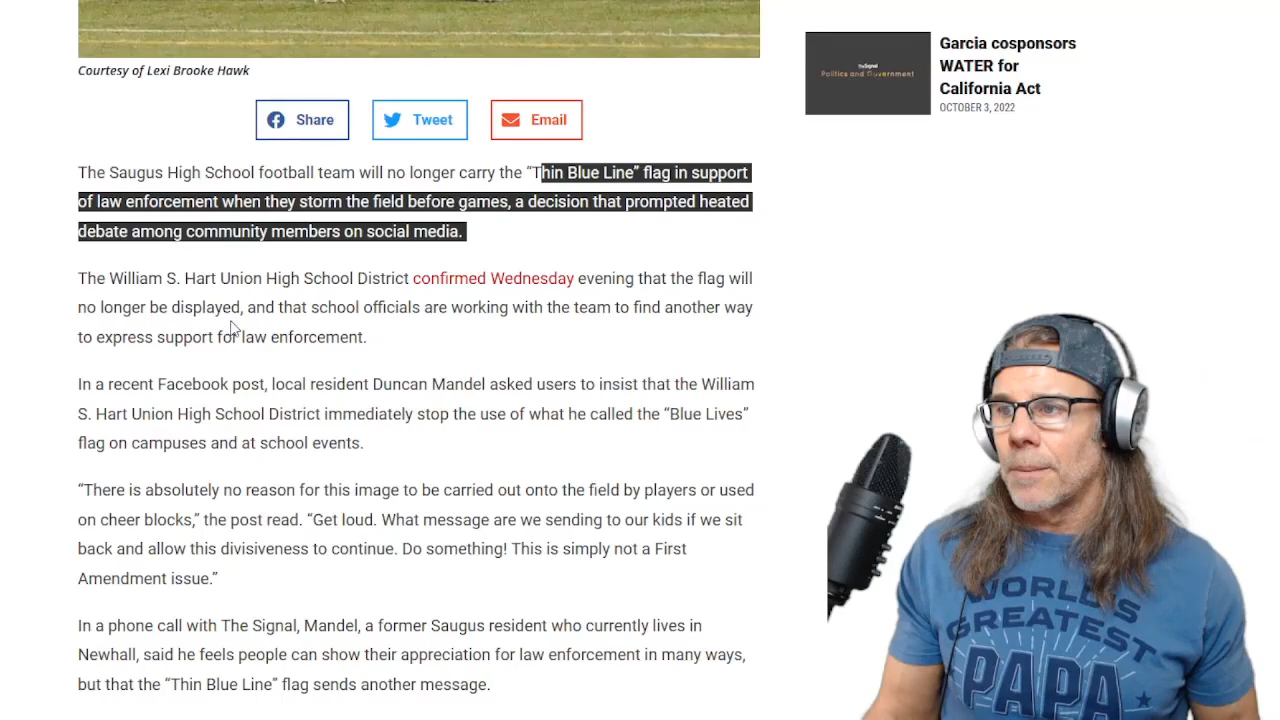 Courtesy of Lexi Brooke Hawk
Share
Tweet
Email
The Saugus High School football team will no longer carry the “Thin Blue Line” flag in support
of law enforcement when they storm the field before games, a decision that prompted heated
debate among community members on social media.
The William S. Hart Union High School District confirmed Wednesday evening that the flag will
no longer be displayed, and that school officials are working with the team to find another way
to express support for law enforcement.
In a recent Facebook post, local resident Duncan Mandel asked users to insist that the William
S. Hart Union High School District immediately stop the use of what he called the “Blue Lives”
flag on campuses and at school events.
“There is absolutely no reason for this image to be carried out onto the field by players or used
on cheer blocks,” the post read. “Get loud. What message are we sending to our kids if we sit
back and allow this divisiveness to continue. Do something! This is simply not a First
Amendment issue.”
In a phone call with The Signal, Mandel, a former Saugus resident who currently lives in
Newhall, said he feels people can show their appreciation for law enforcement in many ways,
but that the “Thin Blue Line” flag sends another message.
TheSignal
Politics and Government
Garcia cosponsors
WATER for
California Act
OCTOBER 3, 2022
WORLD'S
GREATEST
PAPA